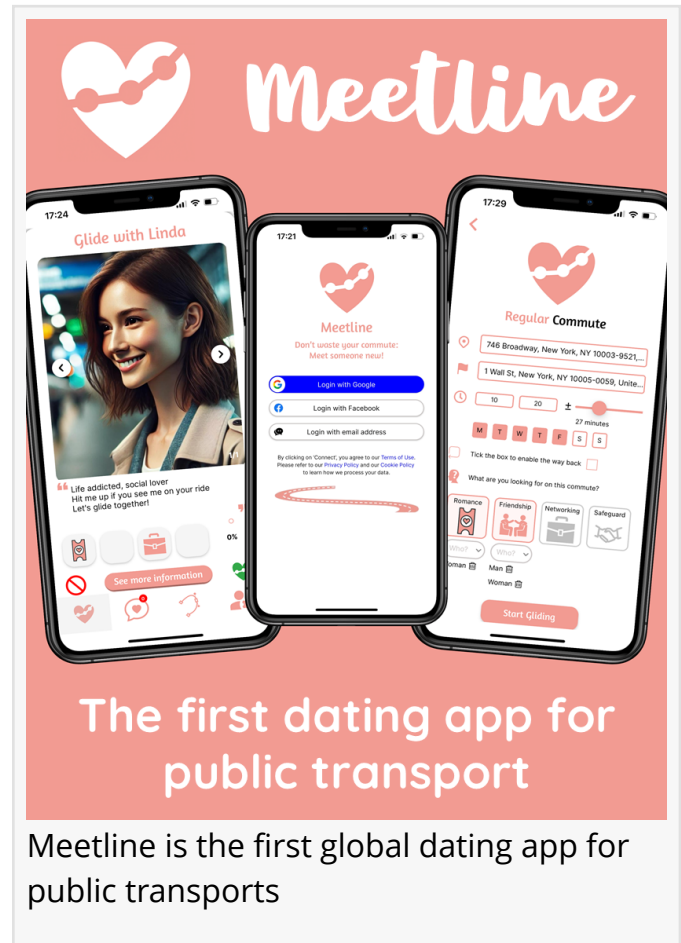 Meetline
17:24
Glide with Linda
1/1
Life addicted, social lover
Hit me up if you see me on your ride
Let's glide together!
0%
See more information
17:21
Meetline
Don't waste your commute:
Meet someone new!
Login with Google
Login with Facebook
Login with email address
By clicking on 'Connect', you agree to our Terms of Use.
Please refer to our Privacy Policy and our Cookie Policy
to learn how we process your data.
17:29
Regular Commute
746 Broadway, New York, NY 10003-9521,...
1 Wall St, New York, NY 10005-0059, Unite...
10 20 ±
27 minutes
M T W T F S S
Tick the box to enable the way back
What are you looking for on this commute?
Romance Friendship Networking Safeguard
Who? Who?
oman Man
Woman
Start Gliding
The first dating app for
public transport
Meetline is the first global dating app for
public transports